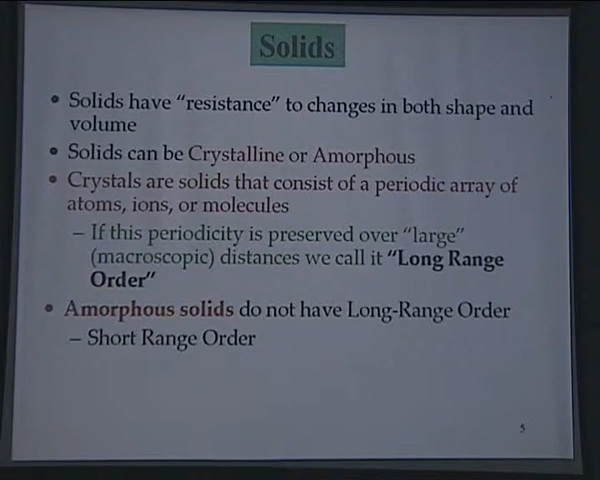 Solids
• Solids have “resistance” to changes in both shape and
volume
• Solids can be Crystalline or Amorphous
• Crystals are solids that consist of a periodic array of
atoms, ions, or molecules
– If this periodicity is preserved over “large”
(macroscopic) distances we call it “Long Range
Order”
• Amorphous solids do not have Long-Range Order
– Short Range Order
5